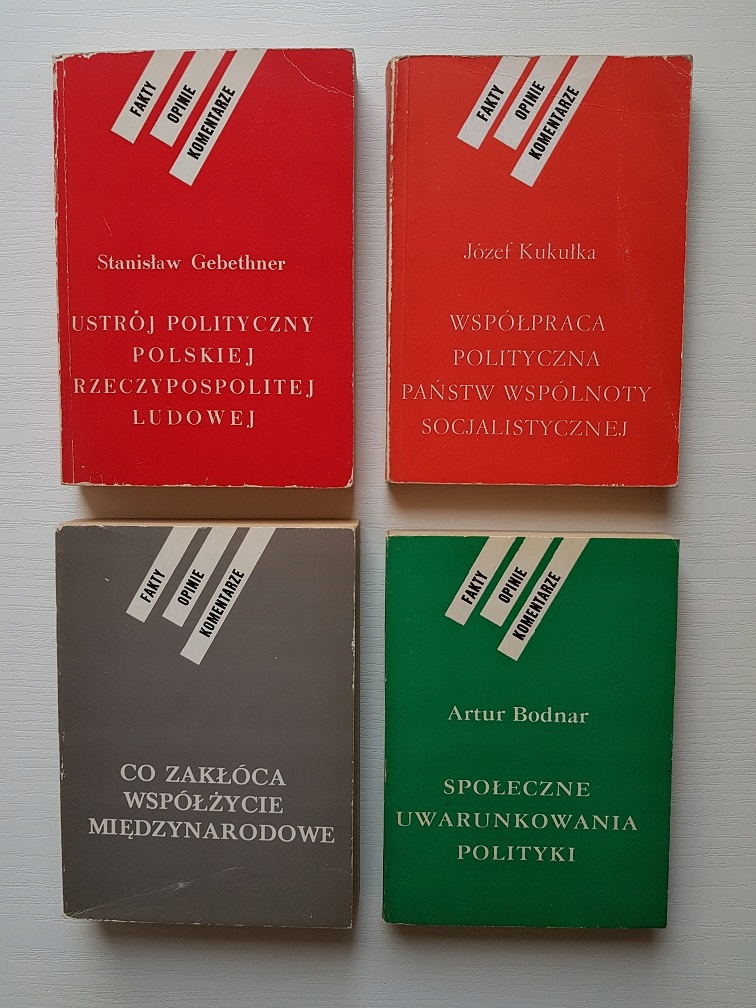 FAKTY
OPINIE
KOMENTARZE
Stanisław Gebethner
USTRÓJ POLITYCZNY
POLSKIEJ
RZECZYPOSPOLITEJ
LUDOWEJ
FAKTY
OPINIE
KOMENTARZE
Józef Kukułka
WSPÓŁPRACA
POLITYCZNA
PAŃSTW WSPÓLNOTY
SOCJALISTYCZNEJ
FAKTY
OPINIE
KOMENTARZE
CO ZAKŁÓCA
WSPÓŁŻYCIE
MIĘDZYNARODOWE
FAKTY
OPINIE
KOMENTARZE
Artur Bodnar
SPOŁECZNE
UWARUNKOWANIA
POLITYKI